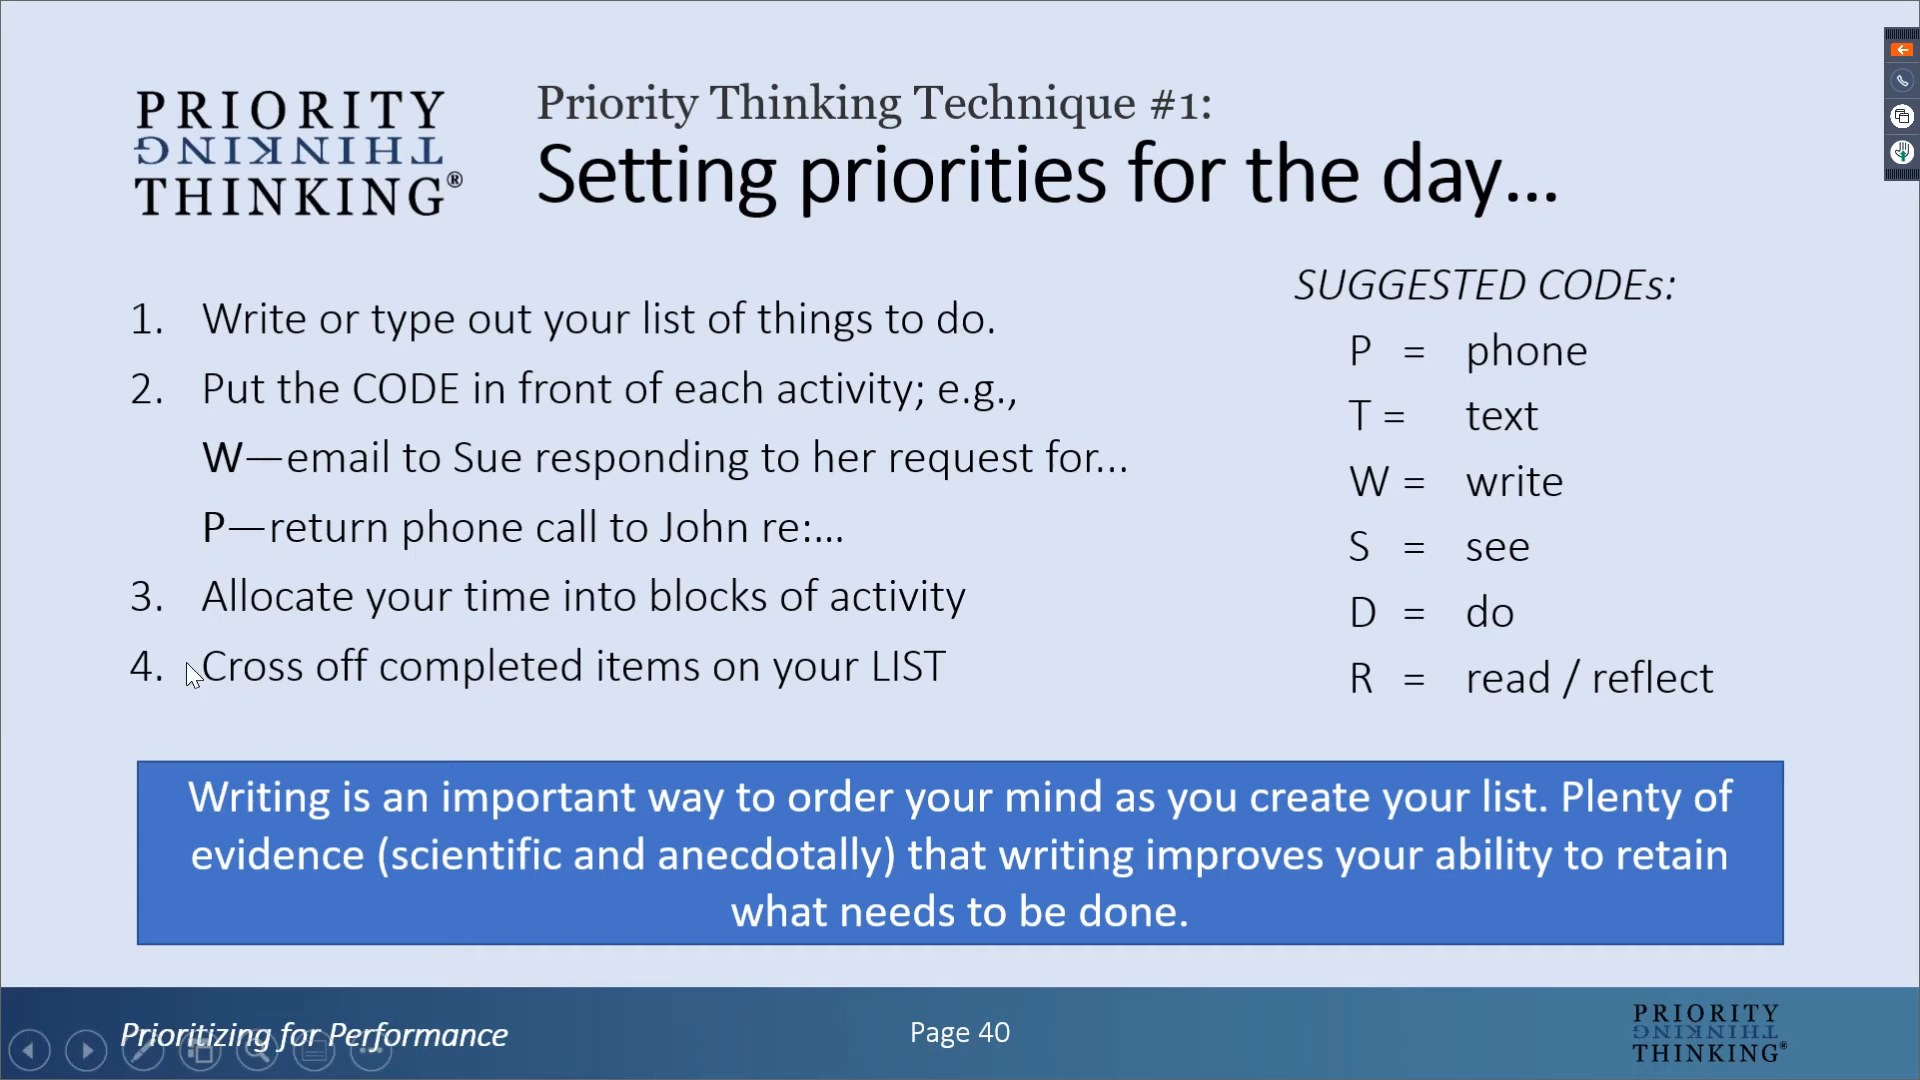 PRIORITY
THINKING
THINKING®
Priority Thinking Technique #1:
Setting priorities for the day...
1. Write or type out your list of things to do.
2. Put the CODE in front of each activity; e.g.,
W—email to Sue responding to her request for...
P—return phone call to John re:...
3. Allocate your time into blocks of activity
4. Cross off completed items on your LIST
SUGGESTED CODEs:
P = phone
T = text
W = write
S = see
D = do
R = read / reflect
Writing is an important way to order your mind as you create your list. Plenty of
evidence (scientific and anecdotally) that writing improves your ability to retain
what needs to be done.
Prioritizing for Performance
Page 40
PRIORITY
THINKING
THINKING®